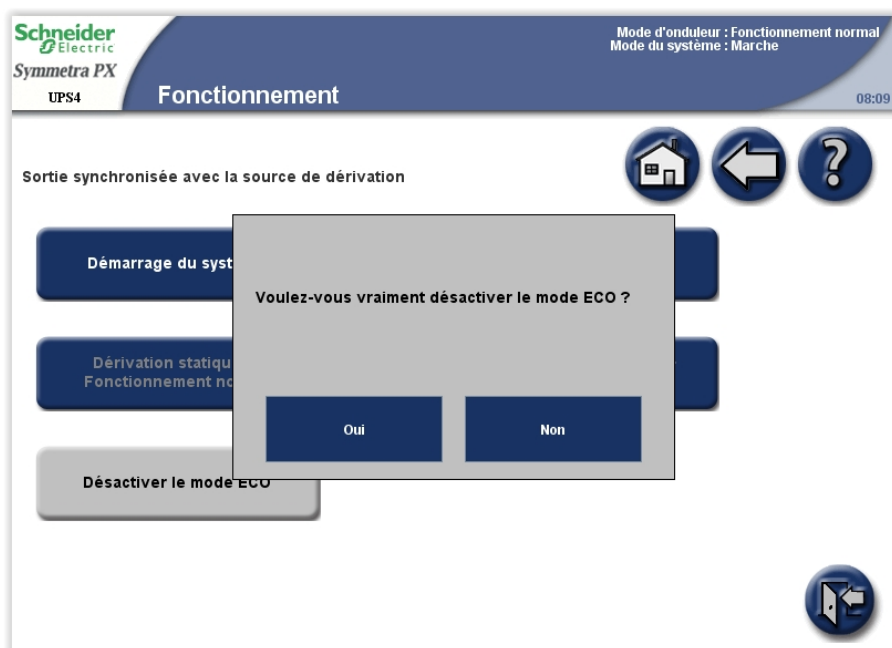 Schneider
Electric
Symmetra PX
UPS4
Fonctionnement
Mode d'onduleur : Fonctionnement normal
Mode du système : Marche
08:09
Sortie synchronisée avec la source de dérivation
Démarrage du syst
Voulez-vous vraiment désactiver le mode ECO ?
Dérivation statiqu
Fonctionnement no
Oui
Non
Désactiver le mode ECO